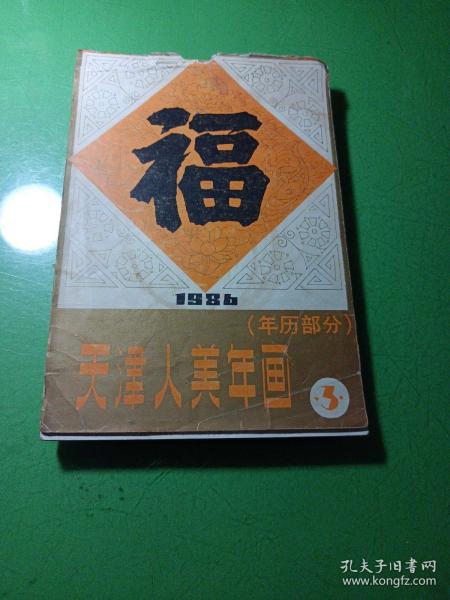 福
1986
（年历部分）
天津人美年画
·3·
孔夫子旧书网
www.kongfz.com